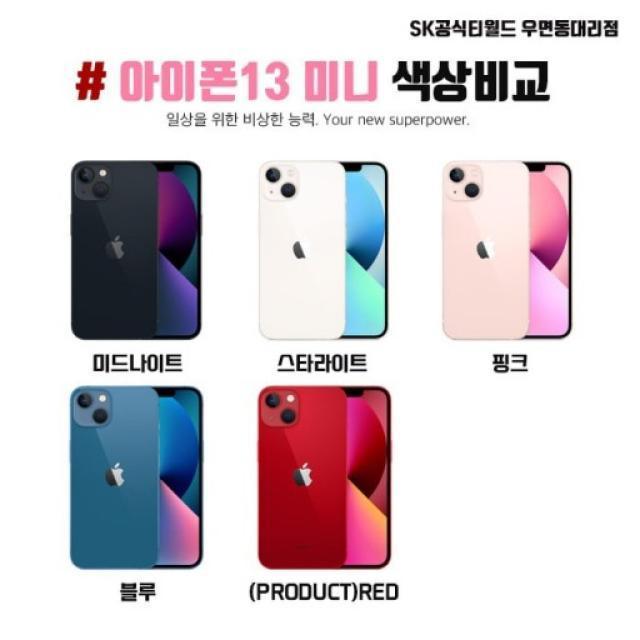 SK공식티월드 우면동대리점
# 아이폰13 미니 색상비교
일상을 위한 비상한 능력. Your new superpower.
미드나이트
스타라이트
핑크
블루
(PRODUCT)RED